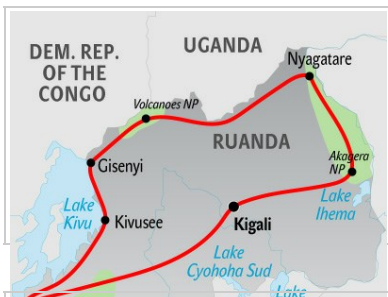 UGANDA
DEM. REP.
OF THE
CONGO
Nyagatare
Volcanoes NP
RUANDA
Gisenyi
Akagera
NP
Lake
Kivu
Kivusee
Kigali
Lake
Ihema
Lake
Cyohoha Sud
Lake